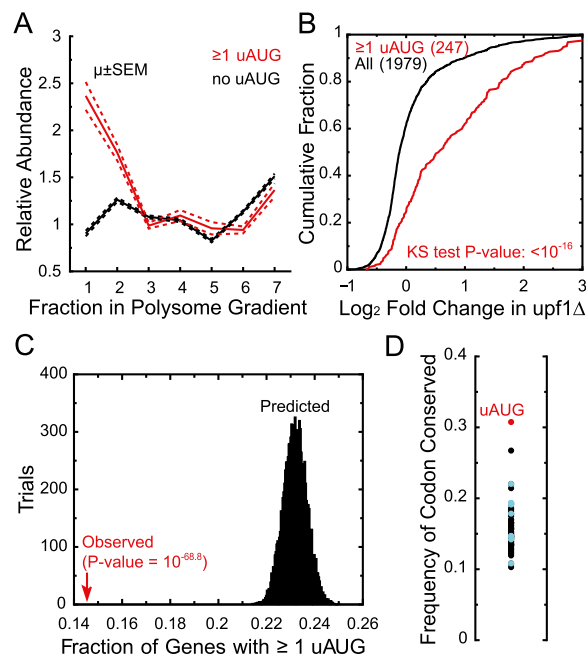 A
Relative Abundance
2.5
2
1.5
1
0.5
μ±SEM
≥1 uAUG
no uAUG
1 2 3 4 5 6 7
Fraction in Polysome Gradient
B
Cumulative Fraction
1
0.8
0.6
0.4
0.2
0
≥1 uAUG (247)
All (1979)
KS test P-value: <10⁻¹⁶
−1 0 1 2 3
Log₂ Fold Change in upf1Δ
C
Trials
400
300
200
100
0
Predicted
Observed
(P-value = 10⁻⁶⁸·⁸)
0.14 0.16 0.18 0.20 0.22 0.24 0.26
Fraction of Genes with ≥ 1 uAUG
D
Frequency of Codon Conserved
0.4
0.3
0.2
0.1
0
uAUG